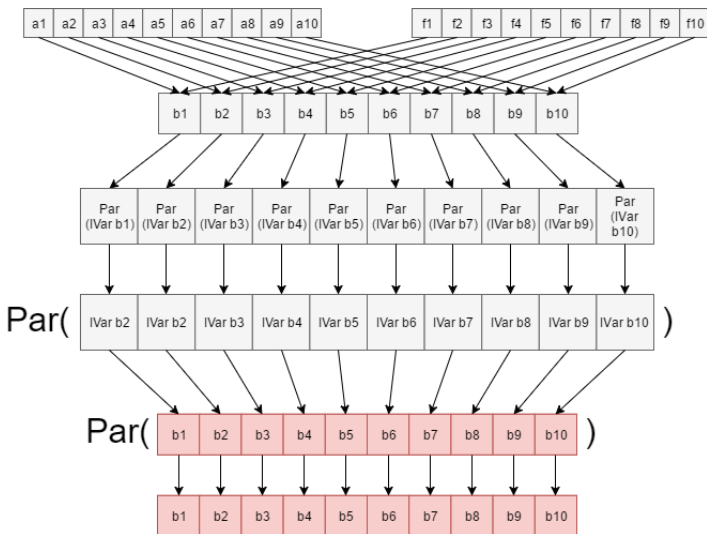 a1 a2 a3 a4 a5 a6 a7 a8 a9 a10 f1 f2 f3 f4 f5 f6 f7 f8 f9 f10
b1 b2 b3 b4 b5 b6 b7 b8 b9 b10
Par Par Par Par Par Par Par Par Par Par
(IVar b1) (IVar b2) (IVar b3) (IVar b4) (IVar b5) (IVar b6) (IVar b7) (IVar b8) (IVar b9) (IVar
b10)
Par( IVar b2 IVar b2 IVar b3 IVar b4 IVar b5 IVar b6 IVar b7 IVar b8 IVar b9 IVar b10 )
Par( b1 b2 b3 b4 b5 b6 b7 b8 b9 b10 )
b1 b2 b3 b4 b5 b6 b7 b8 b9 b10